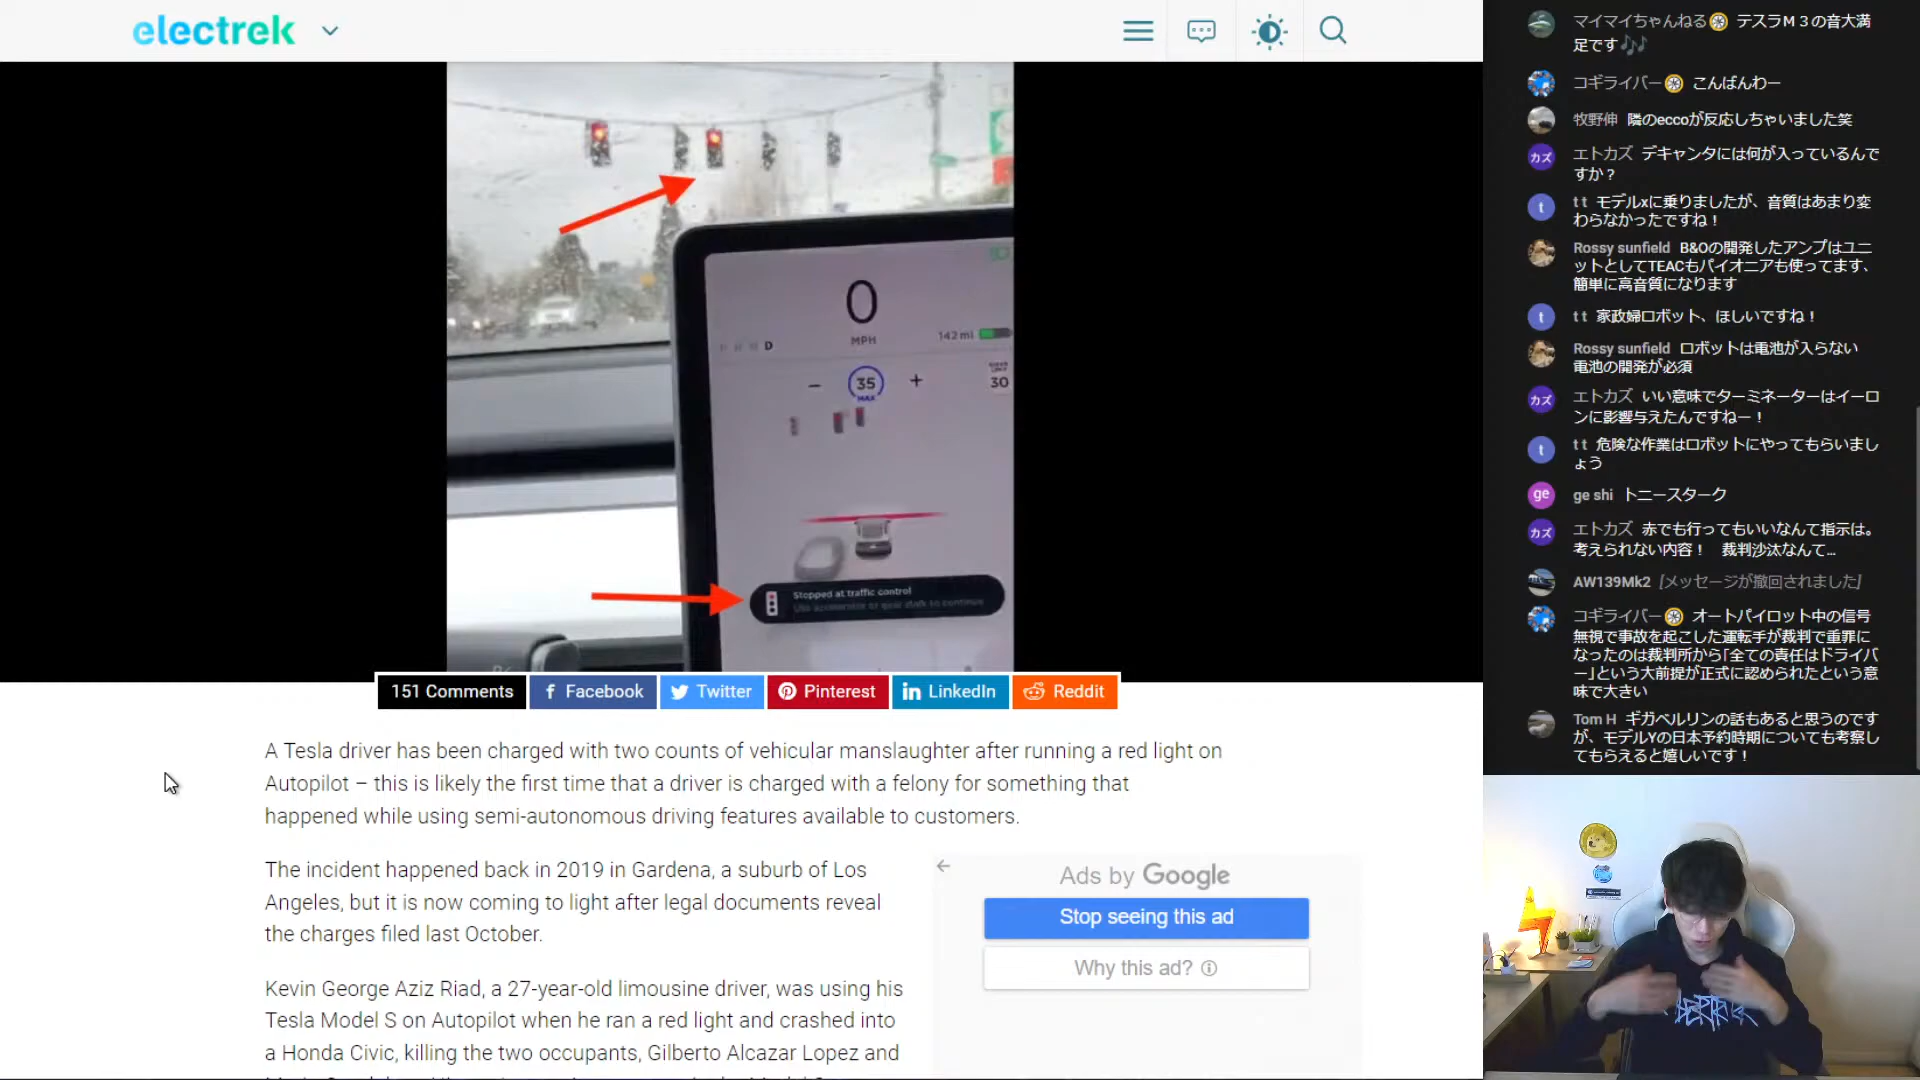 electrek
0
MPH
142 mi
D
− 35 +
MAX
30
Stopped at traffic control
Use accelerator or gear stalk to continue
151 Comments
Facebook
Twitter
Pinterest
LinkedIn
Reddit
A Tesla driver has been charged with two counts of vehicular manslaughter after running a red light on
Autopilot – this is likely the first time that a driver is charged with a felony for something that
happened while using semi-autonomous driving features available to customers.
The incident happened back in 2019 in Gardena, a suburb of Los
Angeles, but it is now coming to light after legal documents reveal
the charges filed last October.
Kevin George Aziz Riad, a 27-year-old limousine driver, was using his
Tesla Model S on Autopilot when he ran a red light and crashed into
a Honda Civic, killing the two occupants, Gilberto Alcazar Lopez and
Ads by Google
Stop seeing this ad
Why this ad?
マイマイちゃんねる テスラM３の音大満
足です🎶
コギライバー こんばんわー
牧野伸 隣のeccoが反応しちゃいました笑
カズ エトカズ デキャンタには何が入っているんで
すか？
t t t モデルxに乗りましたが、音質はあまり変
わらなかったですね！
Rossy sunfield B&Oの開発したアンプはユニ
ットとしてTEACもパイオニアも使ってます、
簡単に高音質になります
t t t 家政婦ロボット、ほしいですね！
Rossy sunfield ロボットは電池が入らない
電池の開発が必須
カズ エトカズ いい意味でターミネーターはイーロ
ンに影響与えたんですねー！
t t t 危険な作業はロボットにやってもらいまし
ょう
ge ge shi トニースターク
カズ エトカズ 赤でも行ってもいいなんて指示は。
考えられない内容！　裁判沙汰なんて...
AW139Mk2 [メッセージが撤回されました]
コギライバー オートパイロット中の信号
無視で事故を起こした運転手が裁判で重罪に
なったのは裁判所から「全ての責任はドライバ
ー」という大前提が正式に認められたという意
味で大きい
Tom H ギガベルリンの話もあると思うのです
が、モデルYの日本予約時期についても考察し
てもらえると嬉しいです！